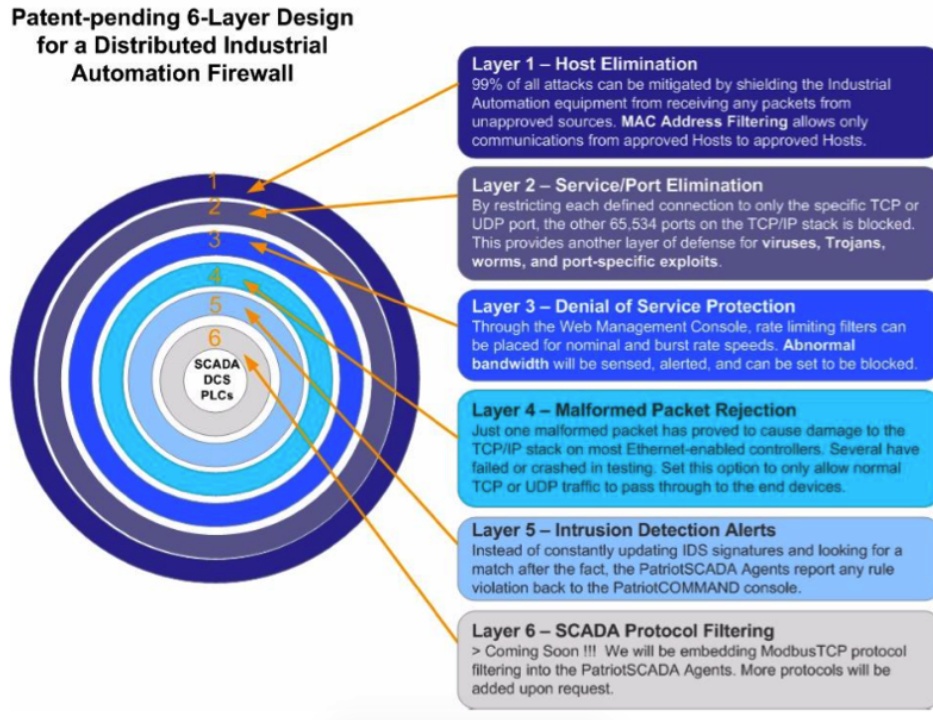 Patent-pending 6-Layer Design
for a Distributed Industrial
Automation Firewall
1
2
3
4
5
6
SCADA
DCS
PLCs
Layer 1 – Host Elimination
99% of all attacks can be mitigated by shielding the Industrial
Automation equipment from receiving any packets from
unapproved sources. MAC Address Filtering allows only
communications from approved Hosts to approved Hosts.
Layer 2 – Service/Port Elimination
By restricting each defined connection to only the specific TCP or
UDP port, the other 65,534 ports on the TCP/IP stack is blocked.
This provides another layer of defense for viruses, Trojans,
worms, and port-specific exploits.
Layer 3 – Denial of Service Protection
Through the Web Management Console, rate limiting filters can
be placed for nominal and burst rate speeds. Abnormal
bandwidth will be sensed, alerted, and can be set to be blocked.
Layer 4 – Malformed Packet Rejection
Just one malformed packet has proved to cause damage to the
TCP/IP stack on most Ethernet-enabled controllers. Several have
failed or crashed in testing. Set this option to only allow normal
TCP or UDP traffic to pass through to the end devices.
Layer 5 – Intrusion Detection Alerts
Instead of constantly updating IDS signatures and looking for a
match after the fact, the PatriotSCADA Agents report any rule
violation back to the PatriotCOMMAND console.
Layer 6 – SCADA Protocol Filtering
> Coming Soon !!! We will be embedding ModbusTCP protocol
filtering into the PatriotSCADA Agents. More protocols will be
added upon request.